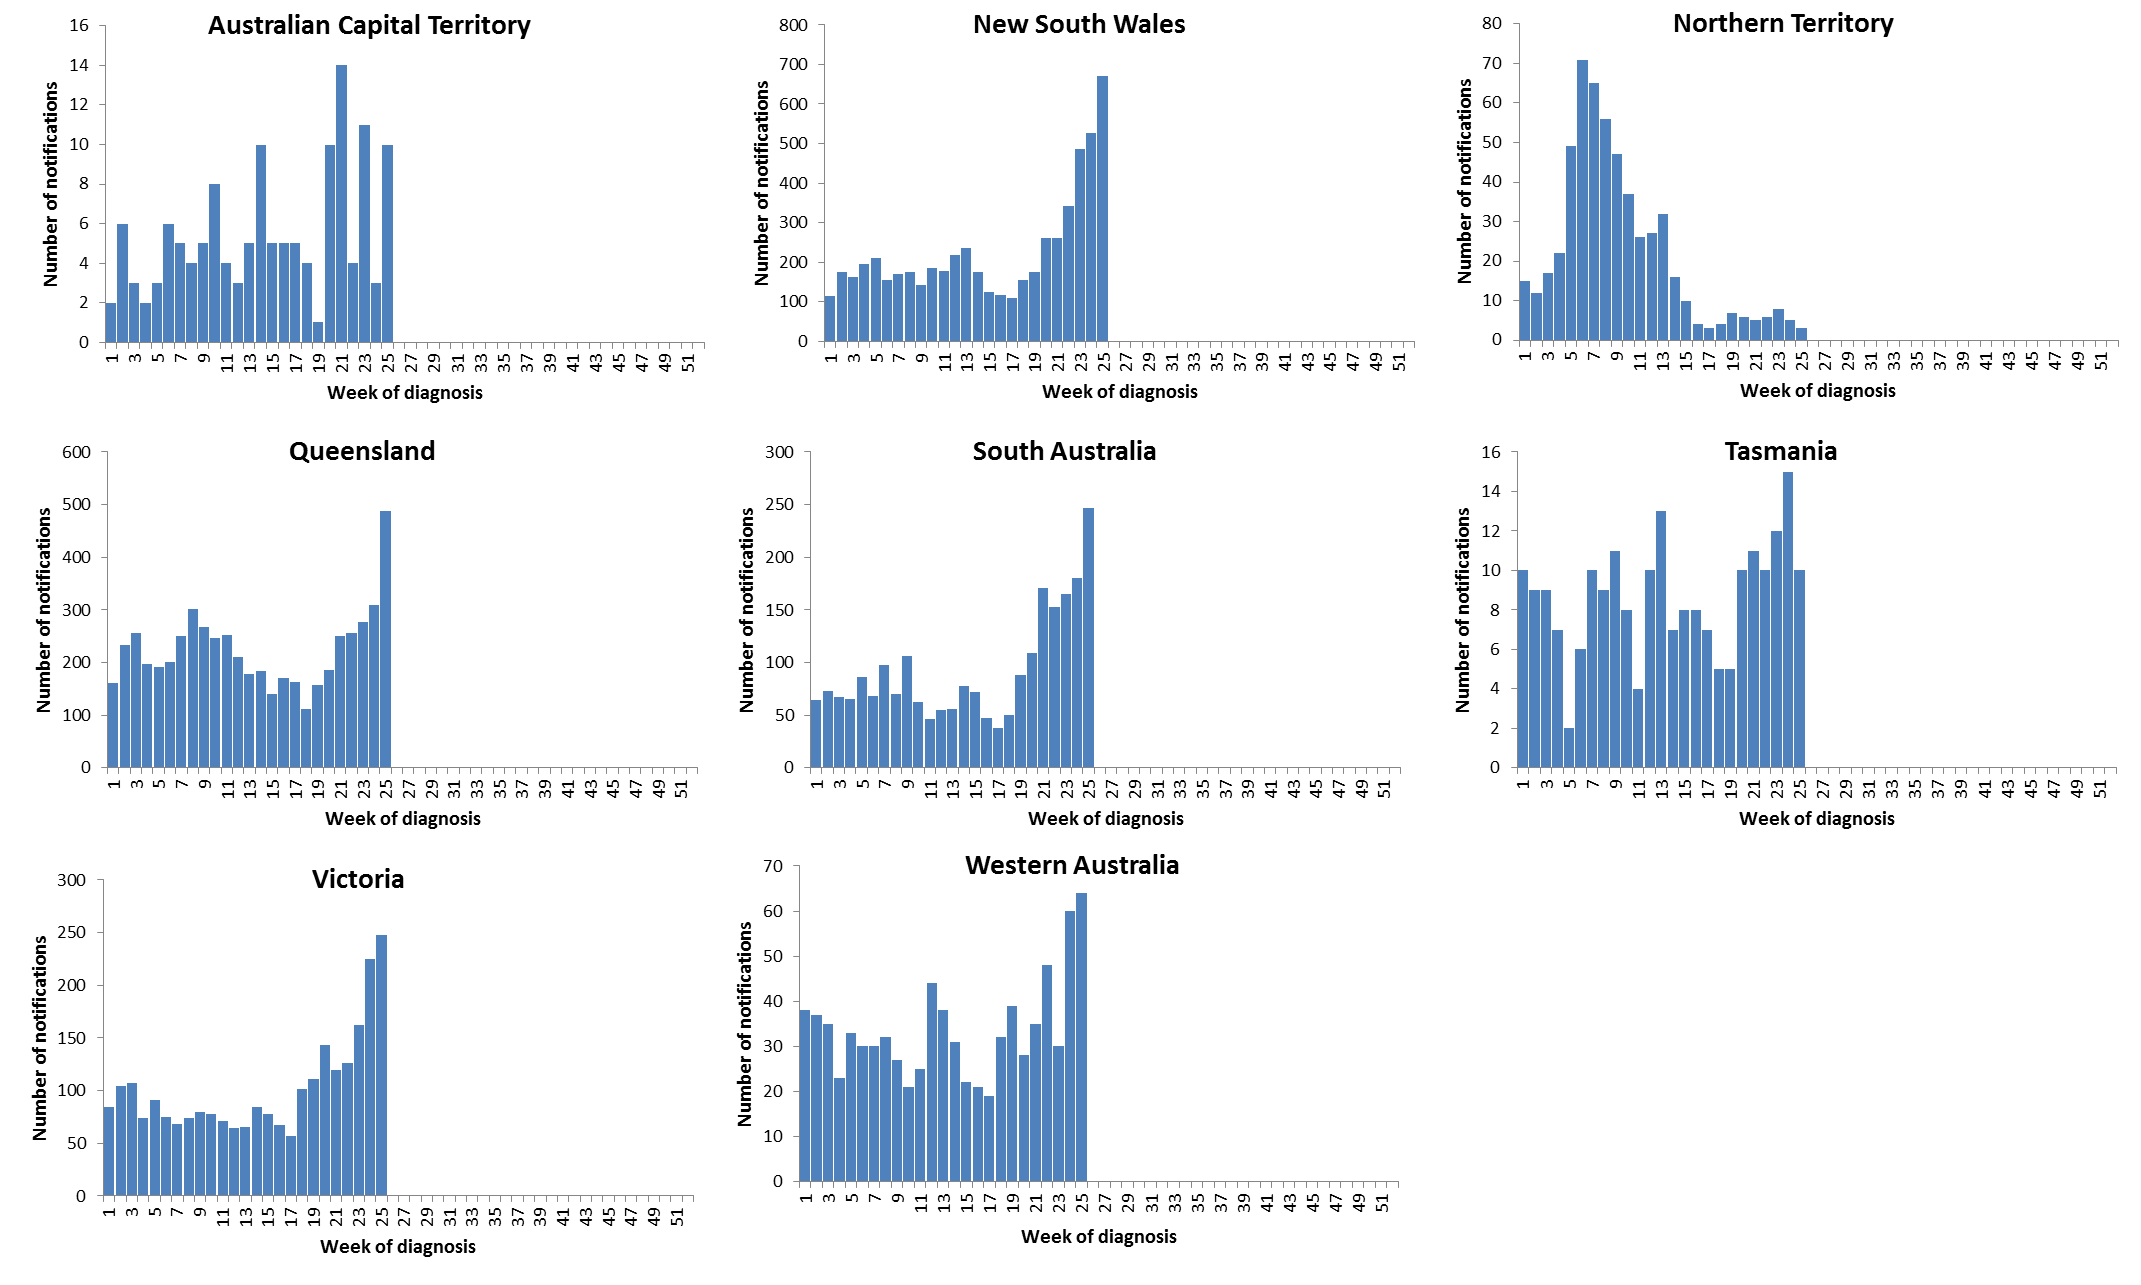 Australian Capital Territory
Number of notifications
16
14
12
10
8
6
4
2
0
1 3 5 7 9 11 13 15 17 19 21 23 25 27 29 31 33 35 37 39 41 43 45 47 49 51
Week of diagnosis
New South Wales
Number of notifications
800
700
600
500
400
300
200
100
0
1 3 5 7 9 11 13 15 17 19 21 23 25 27 29 31 33 35 37 39 41 43 45 47 49 51
Week of diagnosis
Northern Territory
Number of notifications
80
70
60
50
40
30
20
10
0
1 3 5 7 9 11 13 15 17 19 21 23 25 27 29 31 33 35 37 39 41 43 45 47 49 51
Week of diagnosis
Queensland
Number of notifications
600
500
400
300
200
100
0
1 3 5 7 9 11 13 15 17 19 21 23 25 27 29 31 33 35 37 39 41 43 45 47 49 51
Week of diagnosis
South Australia
Number of notifications
300
250
200
150
100
50
0
1 3 5 7 9 11 13 15 17 19 21 23 25 27 29 31 33 35 37 39 41 43 45 47 49 51
Week of diagnosis
Tasmania
Number of notifications
16
14
12
10
8
6
4
2
0
1 3 5 7 9 11 13 15 17 19 21 23 25 27 29 31 33 35 37 39 41 43 45 47 49 51
Week of diagnosis
Victoria
Number of notifications
300
250
200
150
100
50
0
1 3 5 7 9 11 13 15 17 19 21 23 25 27 29 31 33 35 37 39 41 43 45 47 49 51
Week of diagnosis
Western Australia
Number of notifications
70
60
50
40
30
20
10
0
1 3 5 7 9 11 13 15 17 19 21 23 25 27 29 31 33 35 37 39 41 43 45 47 49 51
Week of diagnosis